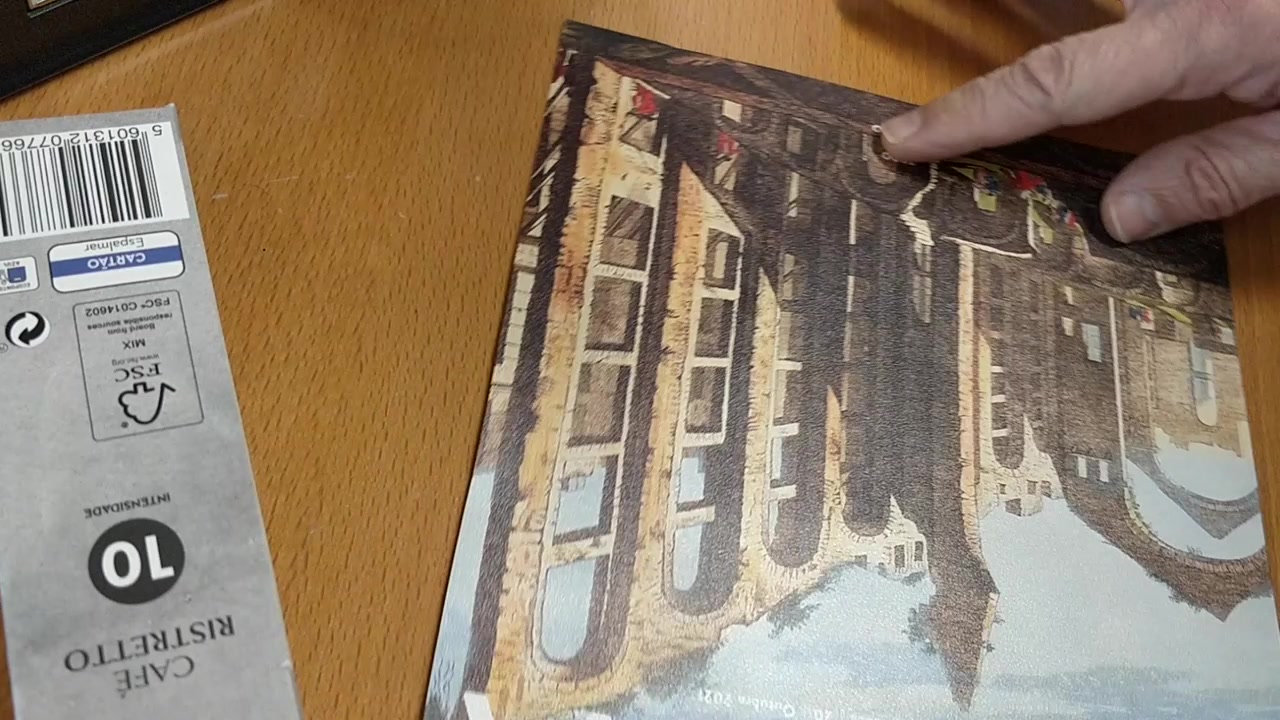 CAFÉ
RISTRETTO
10
INTENSIDADE
FSC
www.fsc.org
MIX
Board from
responsible sources
FSC® C014602
CARTÃO
Espalmar
5 601312 07766
Outubro 2021